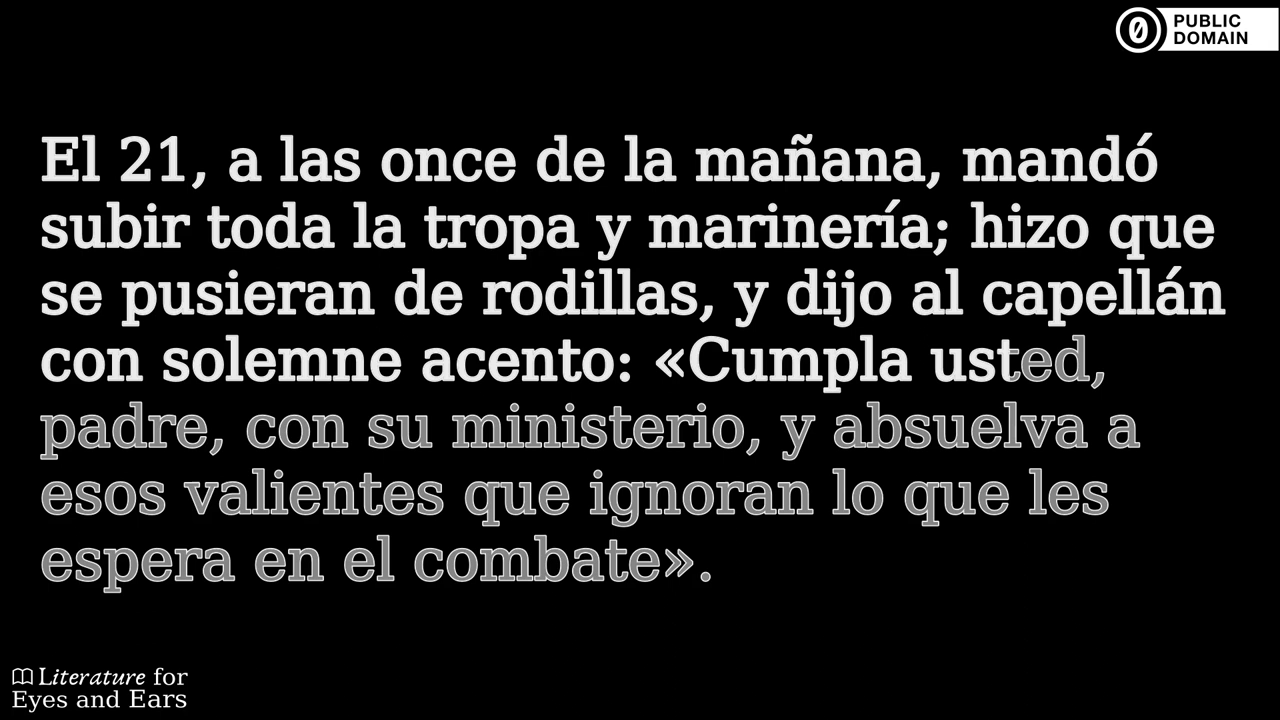 PUBLIC
DOMAIN
El 21, a las once de la mañana, mandó
subir toda la tropa y marinería; hizo que
se pusieran de rodillas, y dijo al capellán
con solemne acento: «Cumpla usted,
padre, con su ministerio, y absuelva a
esos valientes que ignoran lo que les
espera en el combate».
Literature for
Eyes and Ears